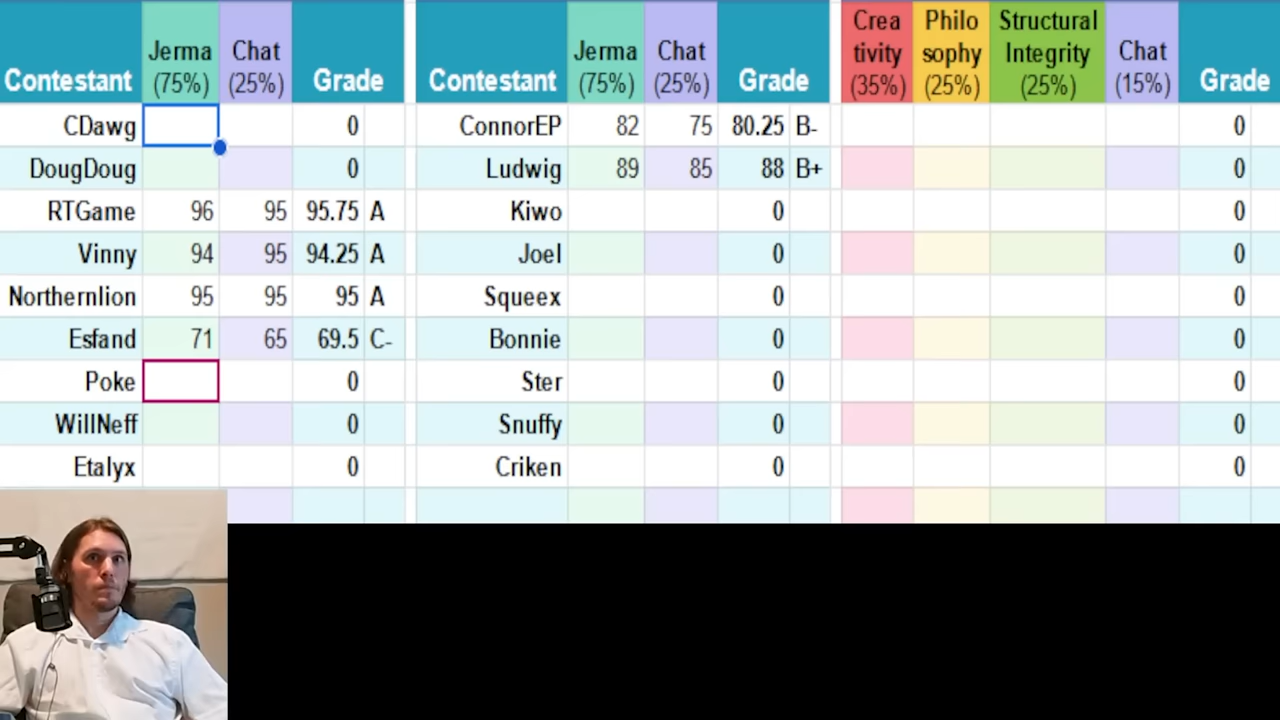 Contestant Jerma (75%) Chat (25%) Grade Contestant Jerma (75%) Chat (25%) Grade Crea tivity (35%) Philo sophy (25%) Structural Integrity (25%) Chat (15%) Grade
CDawg 0 ConnorEP 82 75 80.25 B- 0
DougDoug 0 Ludwig 89 85 88 B+ 0
RTGame 96 95 95.75 A Kiwo 0 0
Vinny 94 95 94.25 A Joel 0 0
Northernlion 95 95 95 A Squeex 0 0
Esfand 71 65 69.5 C- Bonnie 0 0
Poke 0 Ster 0 0
WillNeff 0 Snuffy 0 0
Etalyx 0 Criken 0 0